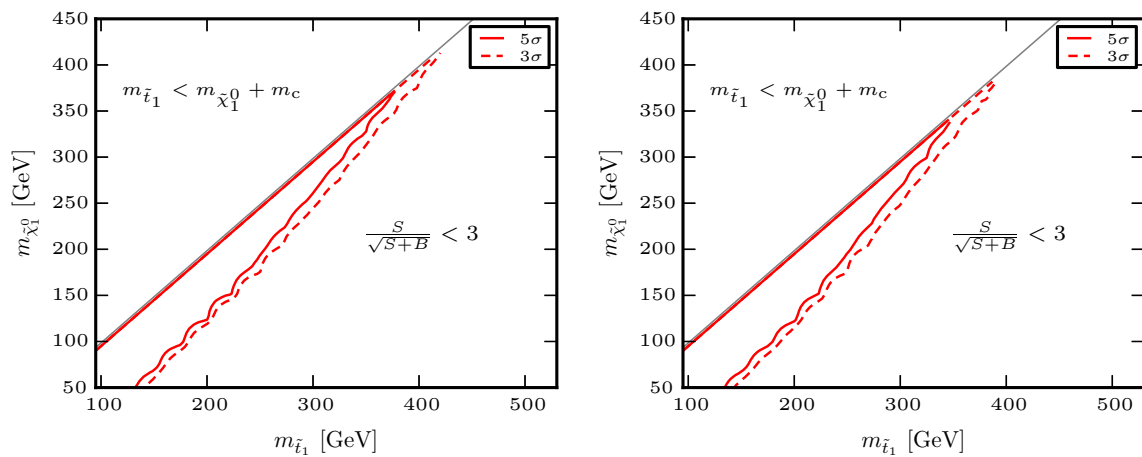 450
400
350
300
250
200
150
100
50
100 200 300 400 500
m_{\tilde{\chi}_1^0} [GeV]
m_{\tilde{t}_1} [GeV]
5σ
3σ
m_{\tilde{t}_1} < m_{\tilde{\chi}_1^0} + m_c
\frac{S}{\sqrt{S+B}} < 3
450
400
350
300
250
200
150
100
50
100 200 300 400 500
m_{\tilde{\chi}_1^0} [GeV]
m_{\tilde{t}_1} [GeV]
5σ
3σ
m_{\tilde{t}_1} < m_{\tilde{\chi}_1^0} + m_c
\frac{S}{\sqrt{S+B}} < 3